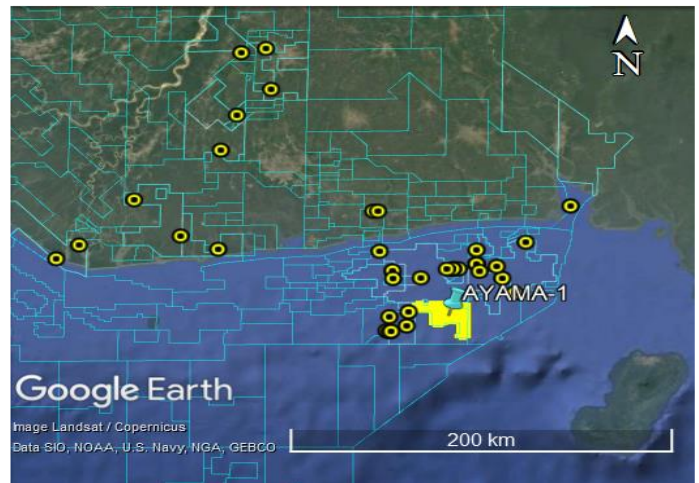 N
AYAMA-1
Google Earth
Image Landsat / Copernicus
Data SIO, NOAA, U.S. Navy, NGA, GEBCO
200 km